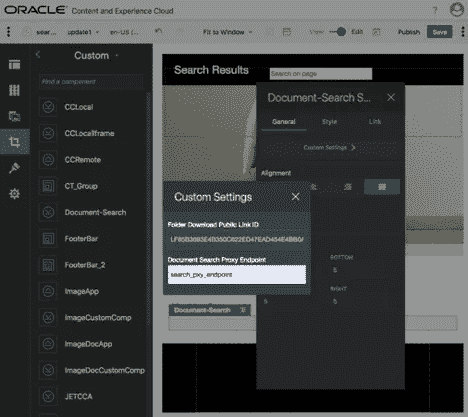 ORACLE Content and Experience Cloud
sear... update1 en-US (... Fit to Window Edit Publish Save
Custom
Find a component
CCLocal
CCLocalIframe
CCRemote
CT_Group
Document-Search
FooterBar
FooterBar_2
ImageApp
ImageCustomComp
ImageDocApp
ImageDocCustomComp
JETCCA
Search Results
Search on page
Document-Search S...
General Style Link
Custom Settings
Alignment
Custom Settings
Folder Download Public Link ID
Document Search Proxy Endpoint
search_pxy_endpoint
BOTTOM
5
RIGHT
5 5
Document-Search